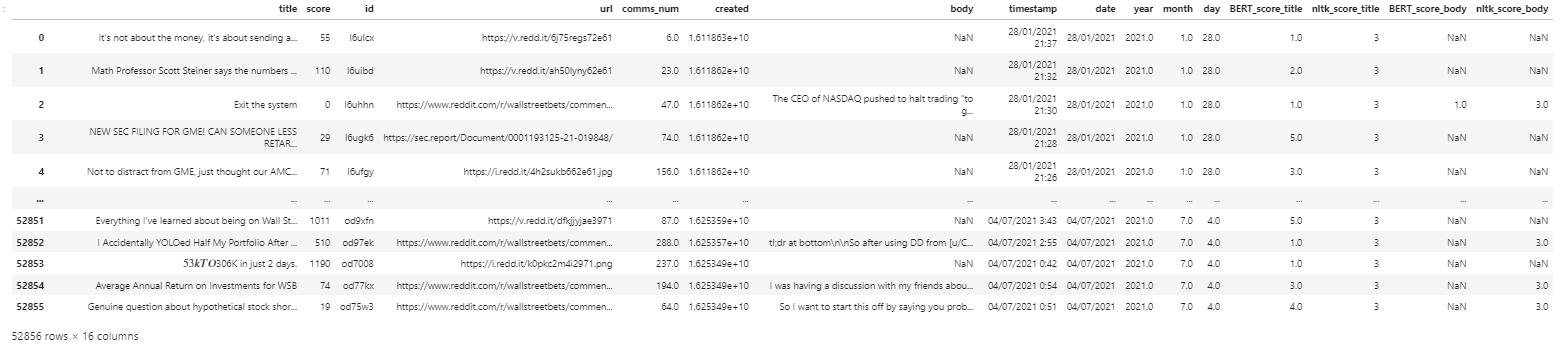 title score id url comms_num created body timestamp date year month day BERT_score_title nltk_score_title BERT_score_body nltk_score_body
0 It's not about the money, it's about sending a... 55 l6ulcx https://v.redd.it/6j75regs72e61 6.0 1.611863e+10 NaN 28/01/2021 21:37 28/01/2021 2021.0 1.0 28.0 1.0 3 NaN NaN
1 Math Professor Scott Steiner says the numbers ... 110 l6uibd https://v.redd.it/ah50lyny62e61 23.0 1.611862e+10 NaN 28/01/2021 21:32 28/01/2021 2021.0 1.0 28.0 2.0 3 NaN NaN
2 Exit the system 0 l6uhhn https://www.reddit.com/r/wallstreetbets/commen... 47.0 1.611862e+10 The CEO of NASDAQ pushed to halt trading "to g... 28/01/2021 21:30 28/01/2021 2021.0 1.0 28.0 1.0 3 1.0 3.0
3 NEW SEC FILING FOR GME! CAN SOMEONE LESS RETAR... 29 l6ugk6 https://sec.report/Document/0001193125-21-019848/ 74.0 1.611862e+10 NaN 28/01/2021 21:28 28/01/2021 2021.0 1.0 28.0 5.0 3 NaN NaN
4 Not to distract from GME, just thought our AMC... 71 l6ufgy https://i.redd.it/4h2sukb662e61.jpg 156.0 1.611862e+10 NaN 28/01/2021 21:26 28/01/2021 2021.0 1.0 28.0 3.0 3 NaN NaN
... ... ... ... ... ... ... ... ... ... ... ... ... ... ... ... ...
52851 Everything I've learned about being on Wall St... 1011 od9xfn https://v.redd.it/dfkjjyjae3971 87.0 1.625359e+10 NaN 04/07/2021 3:43 04/07/2021 2021.0 7.0 4.0 5.0 3 NaN NaN
52852 I Accidentally YOLOed Half My Portfolio After ... 510 od97ek https://www.reddit.com/r/wallstreetbets/commen... 288.0 1.625357e+10 tl;dr at bottom\n\nSo after using DD from [u/C... 04/07/2021 2:55 04/07/2021 2021.0 7.0 4.0 1.0 3 NaN 3.0
52853 53kTO306K in just 2 days. 1190 od7008 https://i.redd.it/k0pkc2m4i2971.png 237.0 1.625349e+10 NaN 04/07/2021 0:42 04/07/2021 2021.0 7.0 4.0 1.0 3 NaN NaN
52854 Average Annual Return on Investments for WSB 74 od77kx https://www.reddit.com/r/wallstreetbets/commen... 194.0 1.625349e+10 I was having a discussion with my friends abou... 04/07/2021 0:54 04/07/2021 2021.0 7.0 4.0 3.0 3 NaN 3.0
52855 Genuine question about hypothetical stock shor... 19 od75w3 https://www.reddit.com/r/wallstreetbets/commen... 64.0 1.625349e+10 So I want to start this off by saying you prob... 04/07/2021 0:51 04/07/2021 2021.0 7.0 4.0 4.0 3 NaN 3.0
52856 rows × 16 columns